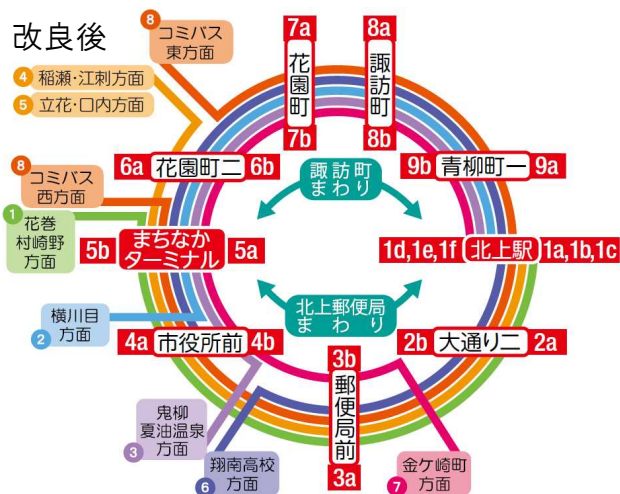 改良後
8
コミバス
東方面
4
稲瀬・江刺方面
5
立花・口内方面
7a
花園町
7b
8a
諏訪町
8b
6a
花園町二
6b
諏訪町
まわり
9b
青柳町一
9a
8
コミバス
西方面
1
花巻
村崎野
方面
5b
まちなか
ターミナル
5a
1d,1e,1f
北上駅
1a,1b,1c
北上郵便局
まわり
横川目
方面
2
4a
市役所前
4b
3b
郵便局前
3a
2b
大通り二
2a
鬼柳
夏油温泉
方面
3
翔南高校
方面
6
金ケ崎町
方面
7